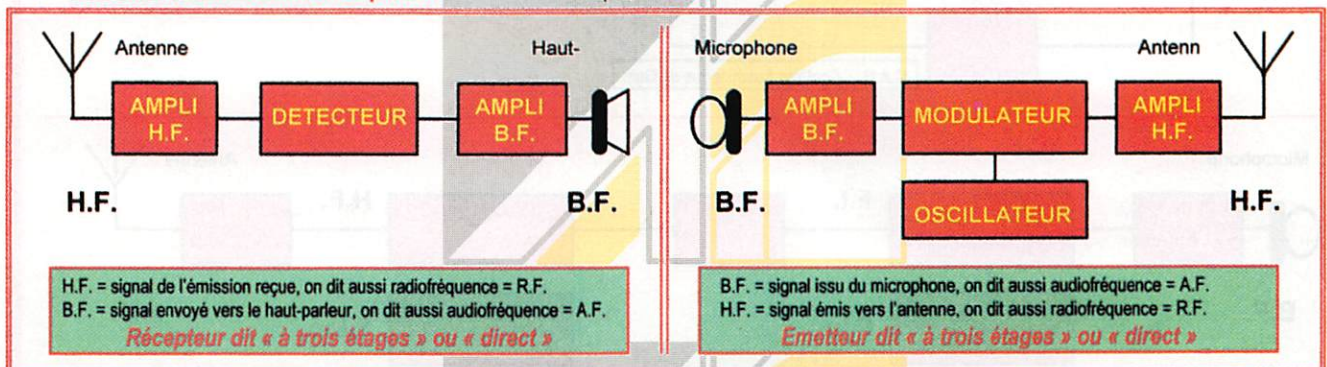 Antenne
Haut-
AMPLI
H.F.
DETECTEUR
AMPLI
B.F.
H.F.
B.F.
H.F. = signal de l'émission reçue, on dit aussi radiofréquence = R.F.
B.F. = signal envoyé vers le haut-parleur, on dit aussi audiofréquence = A.F.
Récepteur dit « à trois étages » ou « direct »
Microphone
Antenn
AMPLI
B.F.
MODULATEUR
AMPLI
H.F.
OSCILLATEUR
B.F.
H.F.
B.F. = signal issu du microphone, on dit aussi audiofréquence = A.F.
H.F. = signal émis vers l'antenne, on dit aussi radiofréquence = R.F.
Emetteur dit « à trois étages » ou « direct »